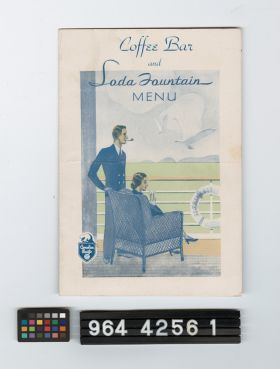 Coffee Bar
and
Soda Fountain
MENU
964 4256 1